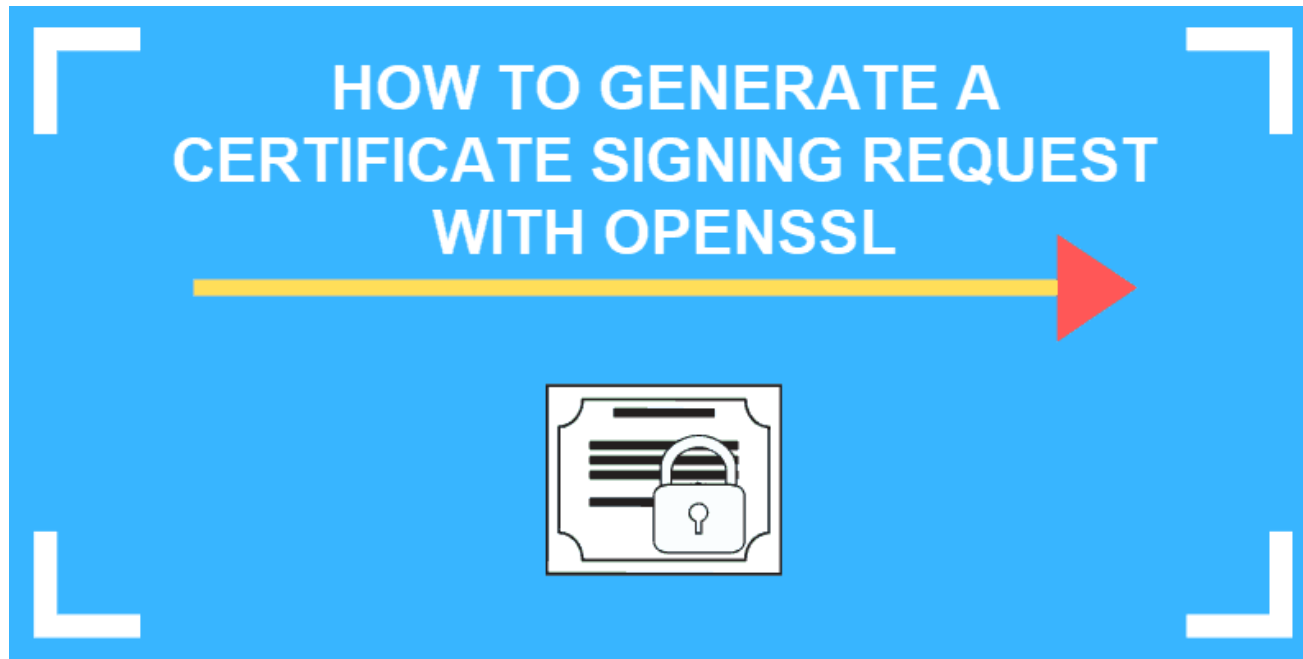 HOW TO GENERATE A
CERTIFICATE SIGNING REQUEST
WITH OPENSSL